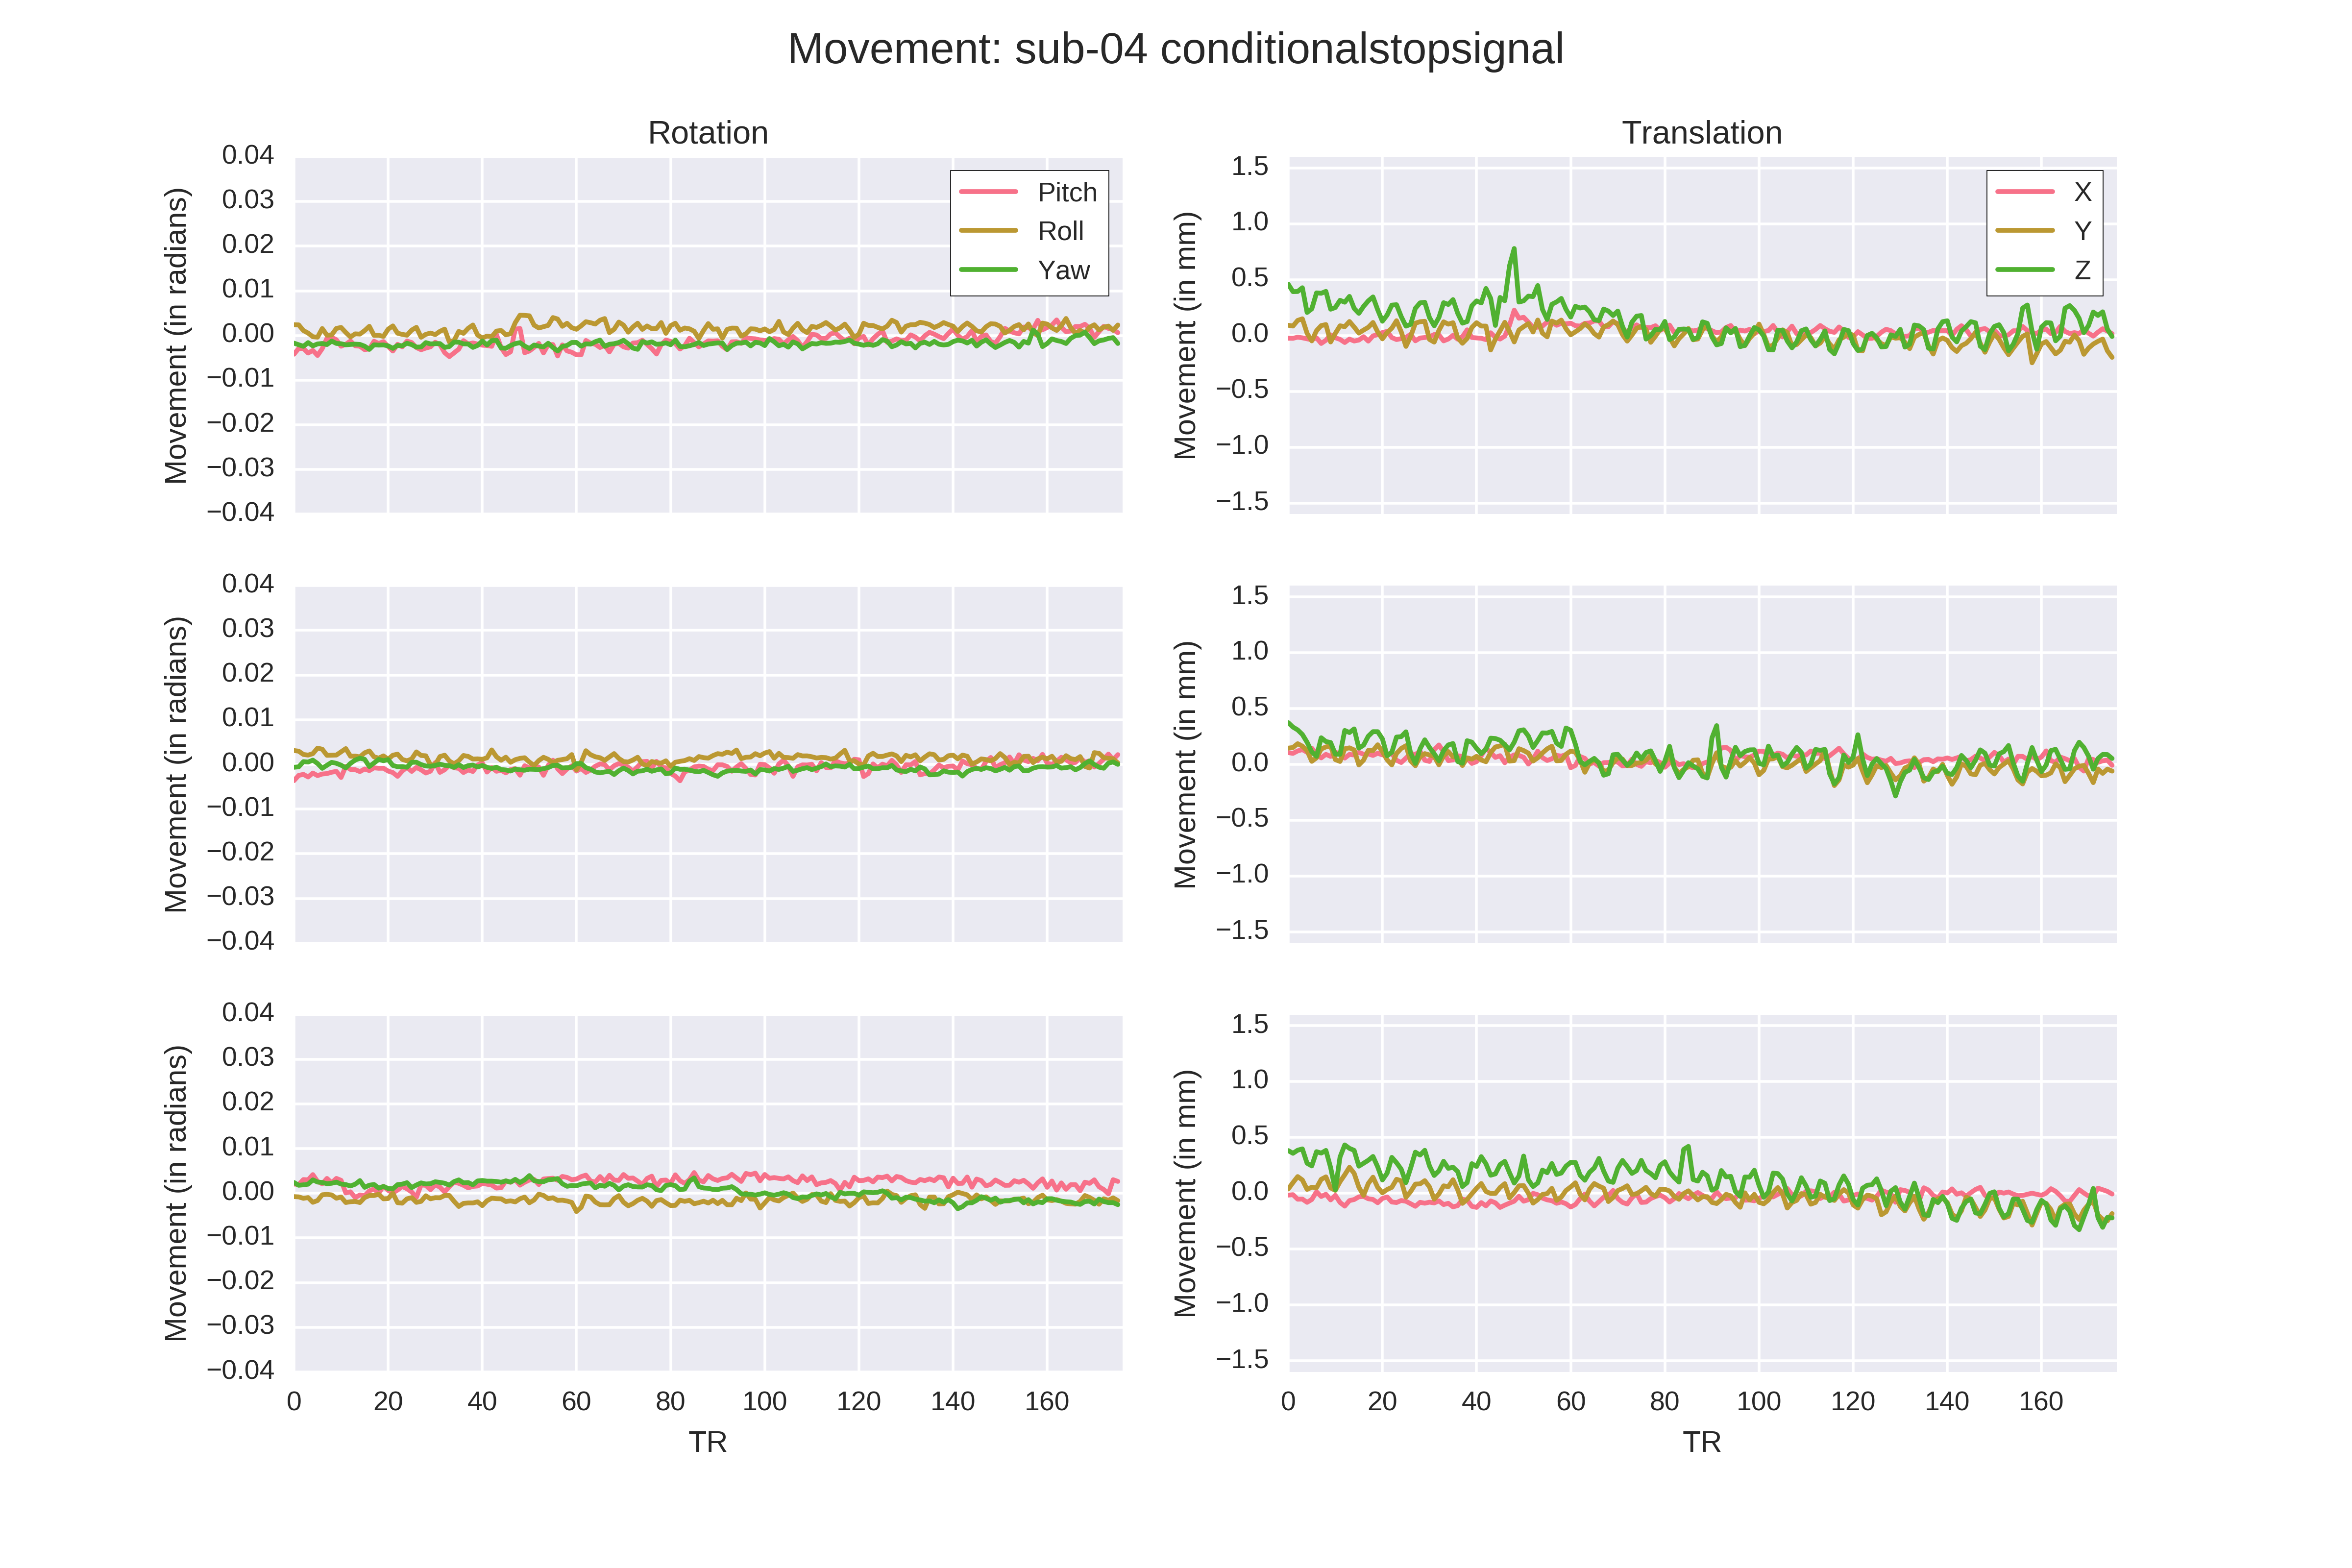 Movement: sub-04 conditionalstopsignal
Rotation
Translation
Movement (in radians)
0.04
0.03
0.02
0.01
0.00
−0.01
−0.02
−0.03
−0.04
Pitch
Roll
Yaw
Movement (in mm)
1.5
1.0
0.5
0.0
−0.5
−1.0
−1.5
X
Y
Z
Movement (in radians)
0.04
0.03
0.02
0.01
0.00
−0.01
−0.02
−0.03
−0.04
Movement (in mm)
1.5
1.0
0.5
0.0
−0.5
−1.0
−1.5
Movement (in radians)
0.04
0.03
0.02
0.01
0.00
−0.01
−0.02
−0.03
−0.04
0 20 40 60 80 100 120 140 160
TR
Movement (in mm)
1.5
1.0
0.5
0.0
−0.5
−1.0
−1.5
0 20 40 60 80 100 120 140 160
TR